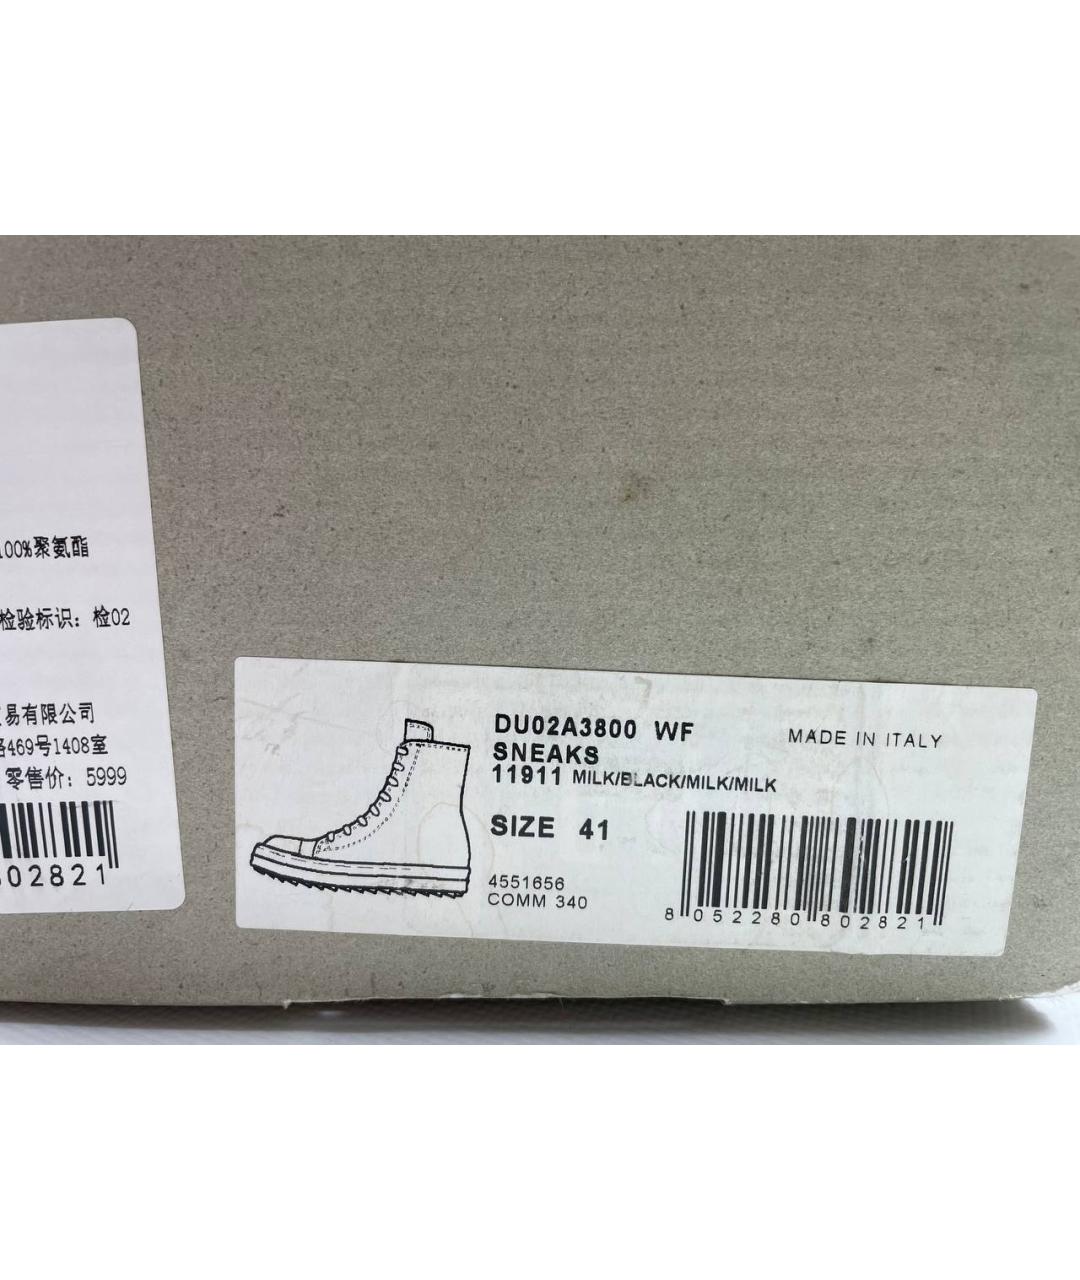 100%聚氨酯
检验标识：检02
易有限公司
469号1408室
零售价：5999
02821
DU02A3800 WF
SNEAKS
11911 MILK/BLACK/MILK/MILK
MADE IN ITALY
SIZE 41
4551656
COMM 340
8 052280 802821